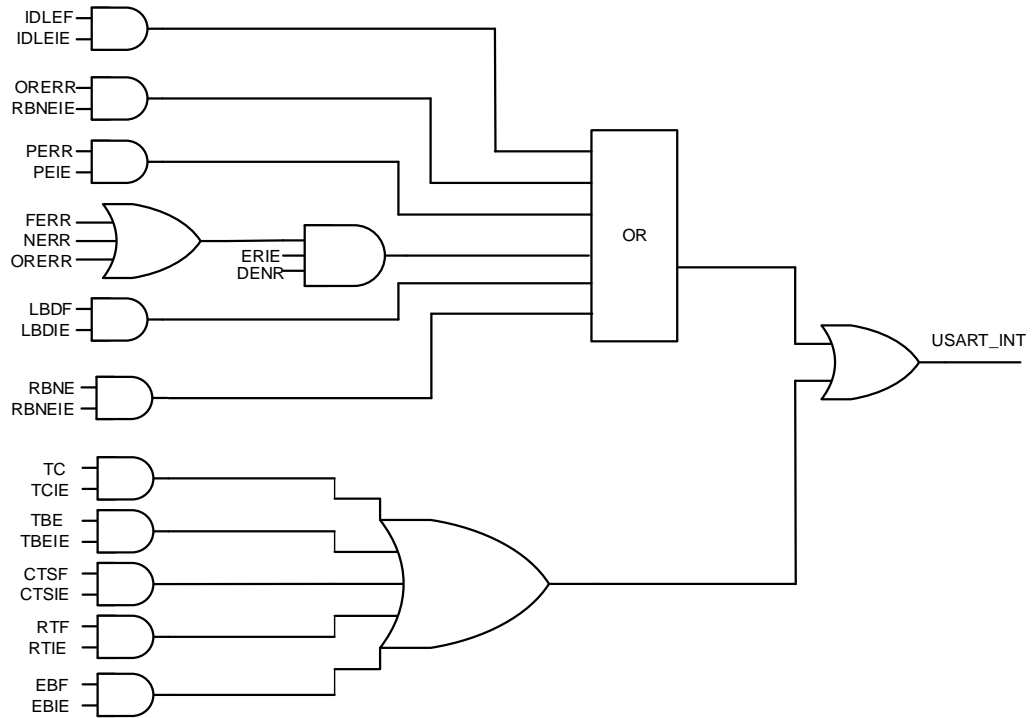 IDLEF
IDLEIE
ORERR
RBNEIE
PERR
PEIE
FERR
NERR
ORERR
ERIE
DENR
OR
LBDF
LBDIE
USART_INT
RBNE
RBNEIE
TC
TCIE
TBE
TBEIE
CTSF
CTSIE
RTF
RTIE
EBF
EBIE